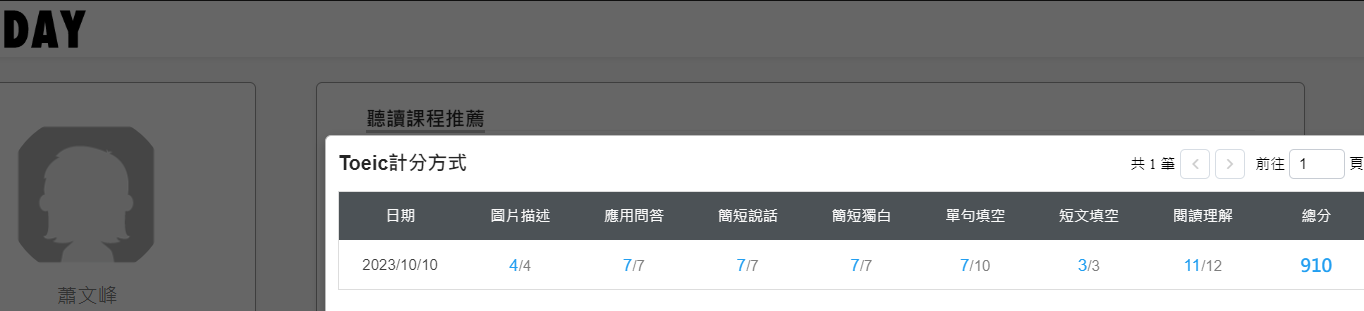 DAY
聽讀課程推薦
Toeic計分方式
共 1 筆 前往 1 頁
日期 圖片描述 應用問答 簡短說話 簡短獨白 單句填空 短文填空 閱讀理解 總分
2023/10/10 4/4 7/7 7/7 7/7 7/10 3/3 11/12 910
蕭文峰